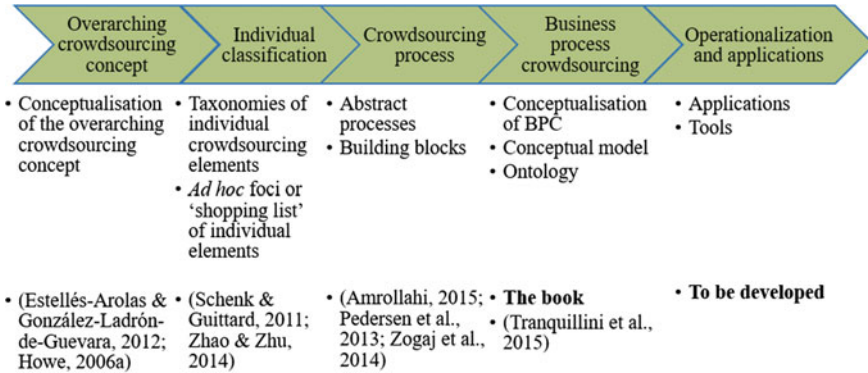 Overarching
crowdsourcing
concept
Individual
classification
Crowdsourcing
process
Business
process
crowdsourcing
Operationalization
and applications
• Conceptualisation
of the overarching
crowdsourcing
concept
• Taxonomies of
individual
crowdsourcing
elements
• Ad hoc foci or
‘shopping list’
of individual
elements
• Abstract
processes
• Building blocks
• Conceptualisation
of BPC
• Conceptual model
• Ontology
• Applications
• Tools
• (Estellés-Arolas &
González-Ladrón-
de-Guevara, 2012;
Howe, 2006a)
• (Schenk &
Guittard, 2011;
Zhao & Zhu,
2014)
• (Amrollahi, 2015;
Pedersen et al.,
2013; Zogaj et al.,
2014)
• The book
• (Tranquillini et al.,
2015)
• To be developed